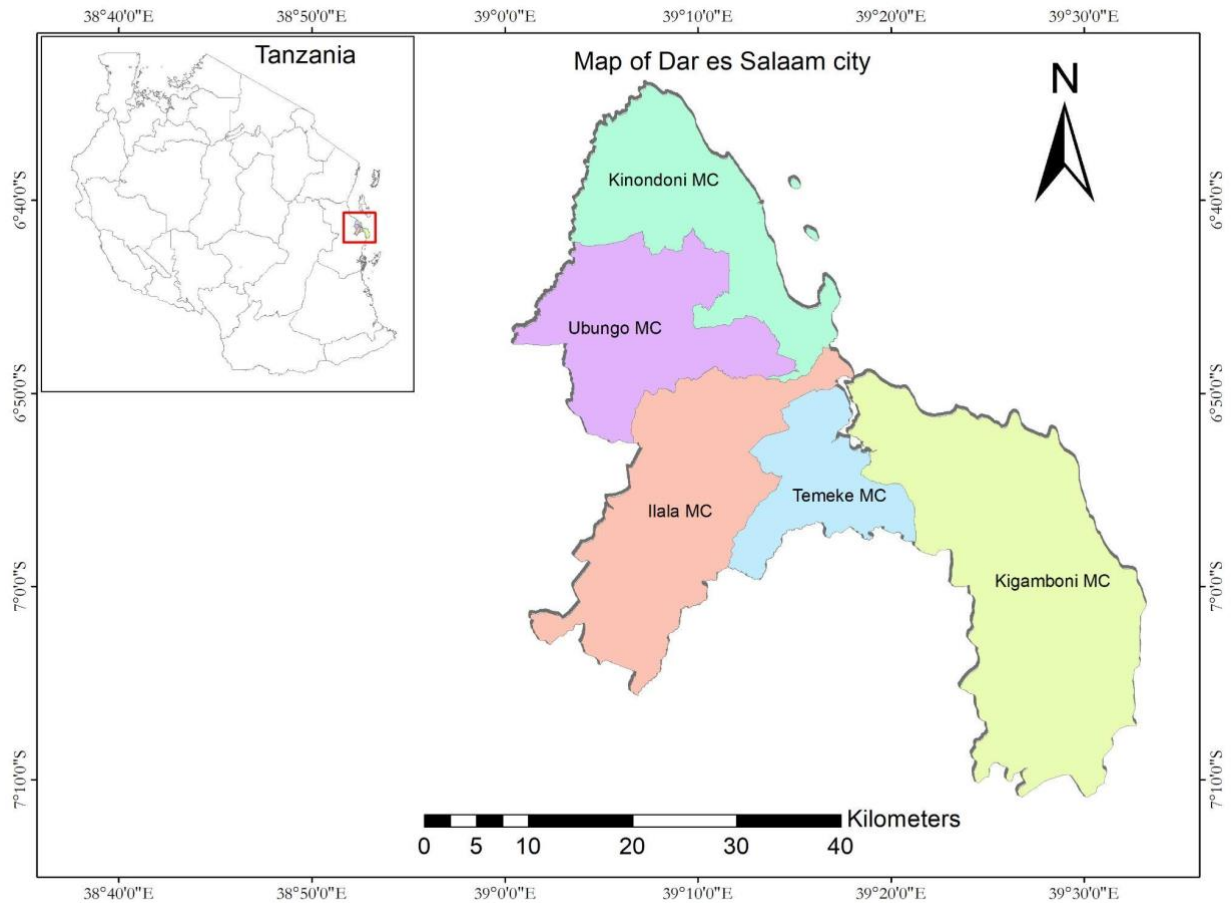 38°40'0"E 38°50'0"E 39°0'0"E 39°10'0"E 39°20'0"E 39°30'0"E
Tanzania
Map of Dar es Salaam city
N
Kinondoni MC
6°40'0"S 6°40'0"S
Ubungo MC
6°50'0"S 6°50'0"S
Temeke MC
Ilala MC
Kigamboni MC
7°0'0"S 7°0'0"S
7°10'0"S 7°10'0"S
Kilometers
0 5 10 20 30 40
38°40'0"E 38°50'0"E 39°0'0"E 39°10'0"E 39°20'0"E 39°30'0"E